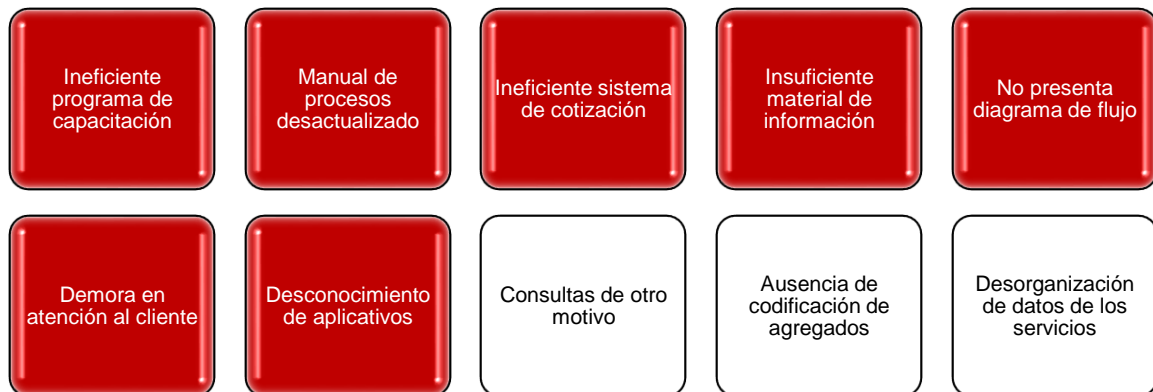 Ineficiente
programa de
capacitación
Manual de
procesos
desactualizado
Ineficiente sistema
de cotización
Insuficiente
material de
información
No presenta
diagrama de flujo
Demora en
atención al cliente
Desconocimiento
de aplicativos
Consultas de otro
motivo
Ausencia de
codificación de
agregados
Desorganización
de datos de los
servicios